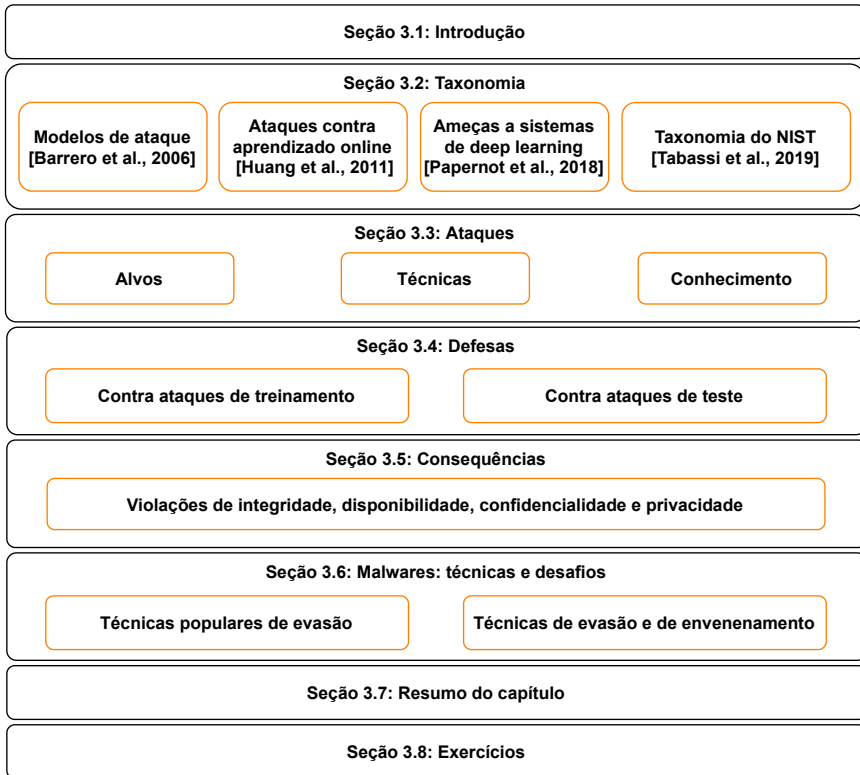 Seção 3.1: Introdução
Seção 3.2: Taxonomia
Modelos de ataque
[Barrero et al., 2006]
Ataques contra
aprendizado online
[Huang et al., 2011]
Ameças a sistemas
de deep learning
[Papernot et al., 2018]
Taxonomia do NIST
[Tabassi et al., 2019]
Seção 3.3: Ataques
Alvos
Técnicas
Conhecimento
Seção 3.4: Defesas
Contra ataques de treinamento
Contra ataques de teste
Seção 3.5: Consequências
Violações de integridade, disponibilidade, confidencialidade e privacidade
Seção 3.6: Malwares: técnicas e desafios
Técnicas populares de evasão
Técnicas de evasão e de envenenamento
Seção 3.7: Resumo do capítulo
Seção 3.8: Exercícios